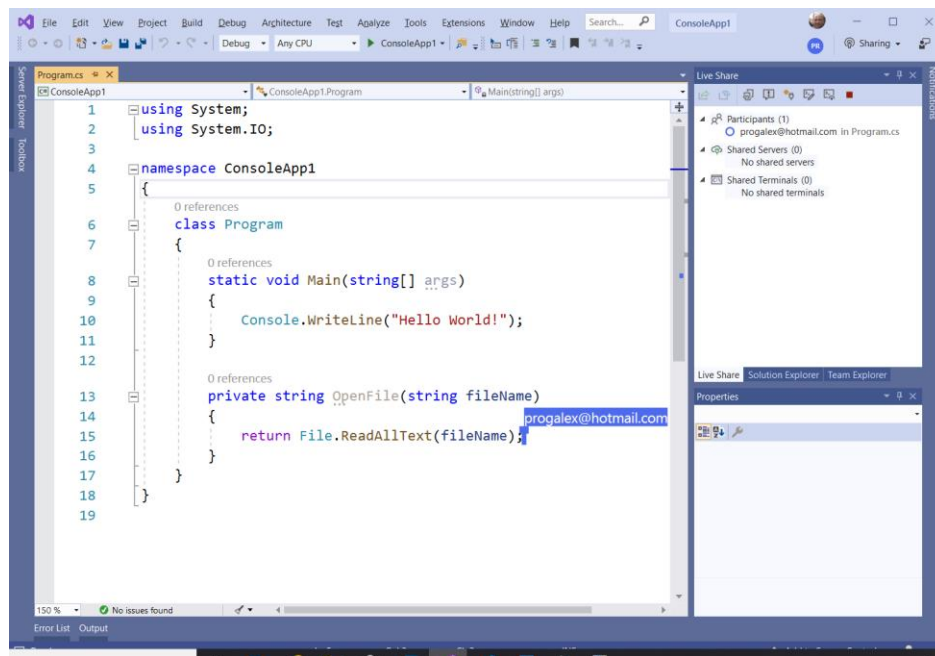 File Edit View Project Build Debug Architecture Test Analyze Tools Extensions Window Help Search... ConsoleApp1
Debug Any CPU ConsoleApp1 PR Sharing
Server Explorer
Toolbox
Program.cs
ConsoleApp1 ConsoleApp1.Program Main(string[] args)
1 using System;
2 using System.IO;
3
4 namespace ConsoleApp1
5 {
0 references
6 class Program
7 {
0 references
8 static void Main(string[] args)
9 {
10 Console.WriteLine("Hello World!");
11 }
12
0 references
13 private string OpenFile(string fileName)
14 {
progalex@hotmail.com
15 return File.ReadAllText(fileName);
16 }
17 }
18 }
19
150 % No issues found
Error List Output
Live Share
Participants (1)
progalex@hotmail.com in Program.cs
Shared Servers (0)
No shared servers
Shared Terminals (0)
No shared terminals
Live Share Solution Explorer Team Explorer
Properties
Notifications